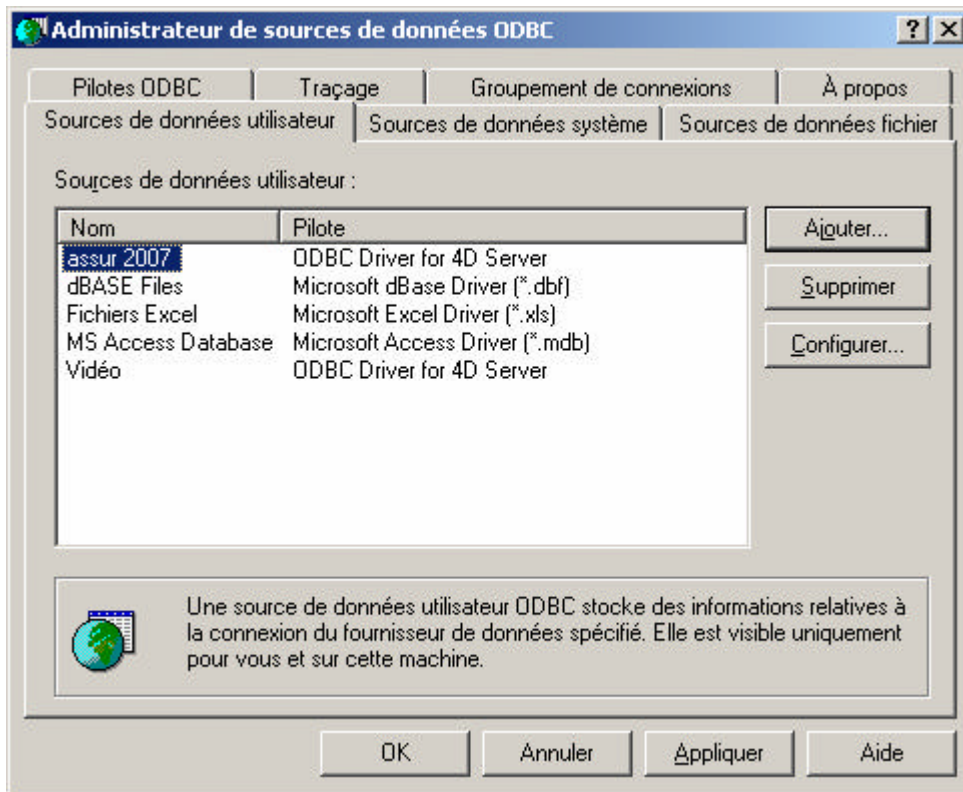 Administrateur de sources de données ODBC
Pilotes ODBC Traçage Groupement de connexions À propos
Sources de données utilisateur Sources de données système Sources de données fichier
Sources de données utilisateur :
Nom Pilote
assur 2007 ODBC Driver for 4D Server
dBASE Files Microsoft dBase Driver (*.dbf)
Fichiers Excel Microsoft Excel Driver (*.xls)
MS Access Database Microsoft Access Driver (*.mdb)
Vidéo ODBC Driver for 4D Server
Ajouter...
Supprimer
Configurer...
Une source de données utilisateur ODBC stocke des informations relatives à
la connexion du fournisseur de données spécifié. Elle est visible uniquement
pour vous et sur cette machine.
OK Annuler Appliquer Aide